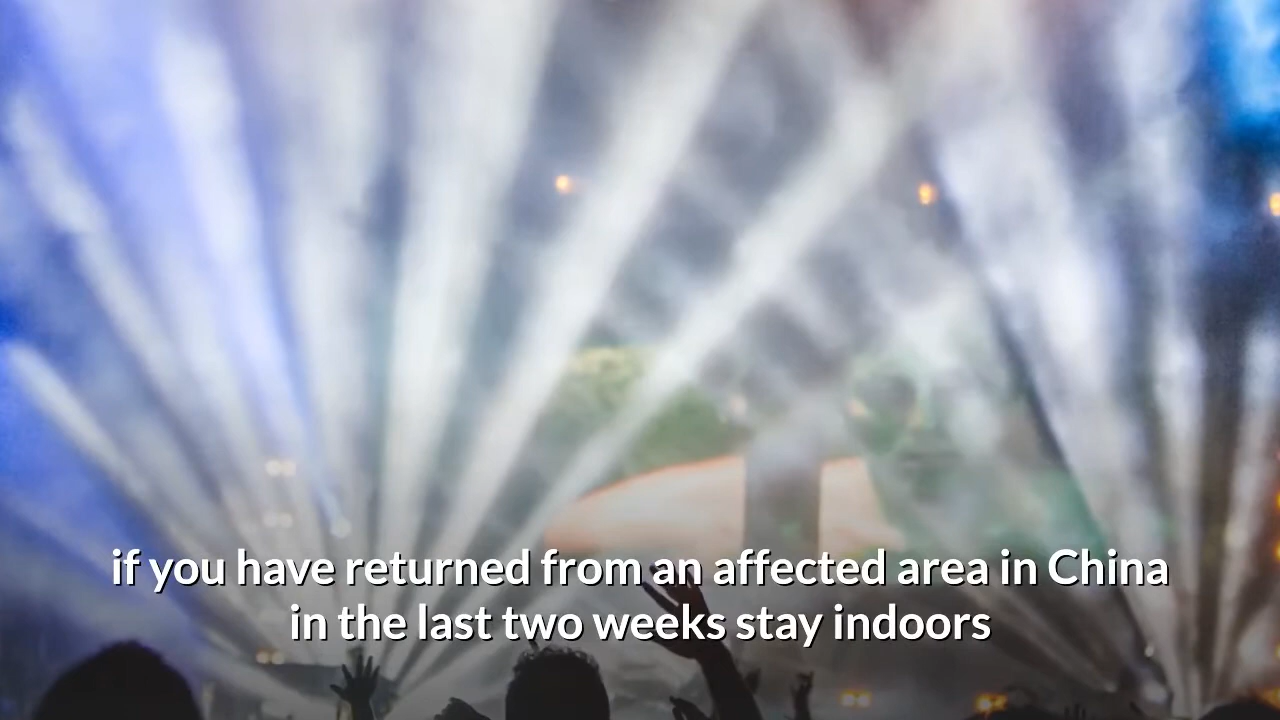 if you have returned from an affected area in China
in the last two weeks stay indoors